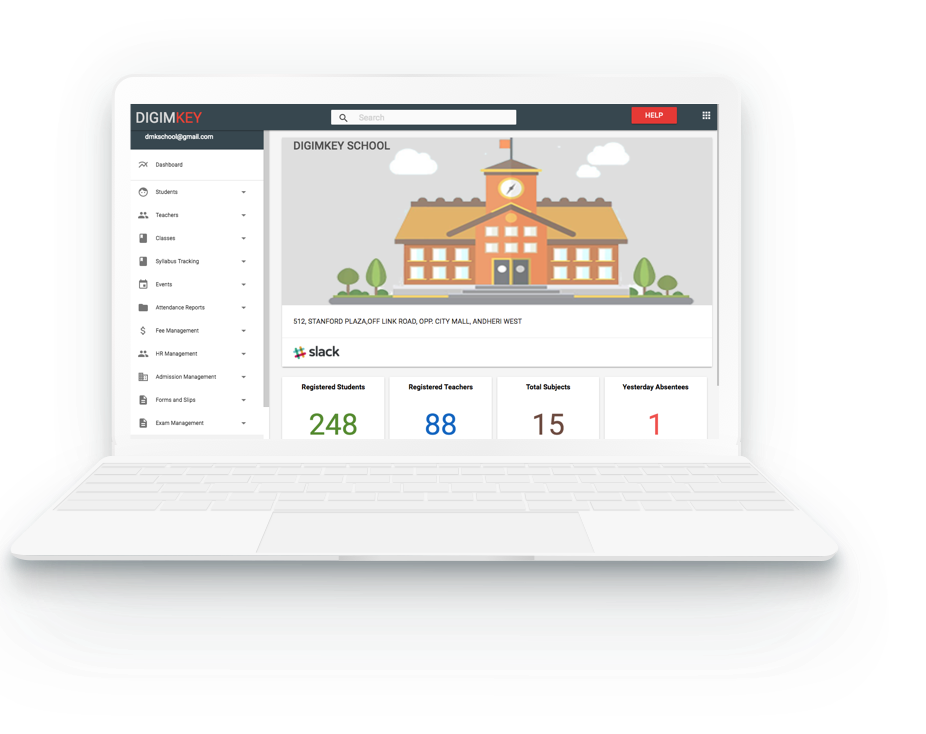 DIGIMKEY
Search
HELP
dmkschool@gmail.com
Dashboard
Students
Teachers
Classes
Syllabus Tracking
Events
Attendance Reports
Fee Management
HR Management
Admission Management
Forms and Slips
Exam Management
DIGIMKEY SCHOOL
512, STANFORD PLAZA,OFF LINK ROAD, OPP. CITY MALL, ANDHERI WEST
slack
Registered Students
248
Registered Teachers
88
Total Subjects
15
Yesterday Absentees
1